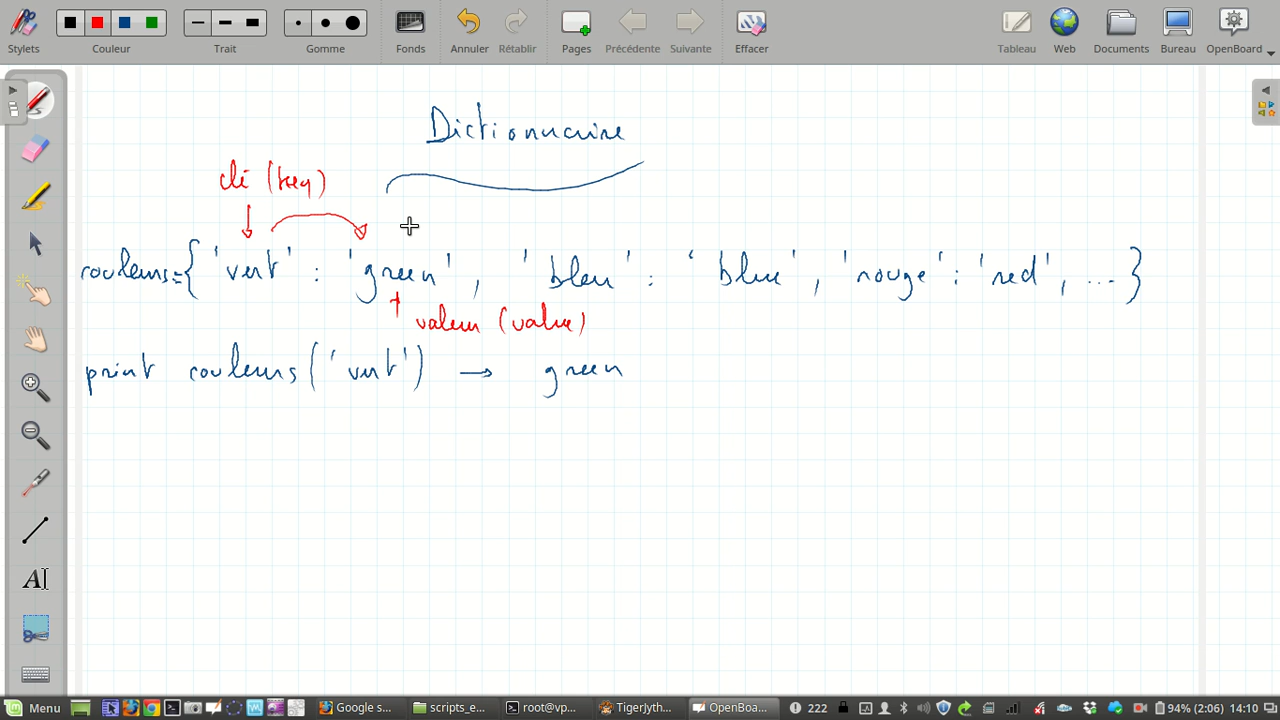 Stylets Couleur Trait Gomme Fonds Annuler Rétablir Pages Précédente Suivante Effacer Tableau Web Documents Bureau OpenBoard
Dictionnaire
clé (key)
couleurs={'vert' : 'green', 'bleu' : 'blue', 'rouge' : 'red', ...}
valeur (value)
print couleurs('vert') → green
Menu Google s... scripts_e... root@vp... TigerJyth... OpenBoa... 222 94% (2:06) 14:10